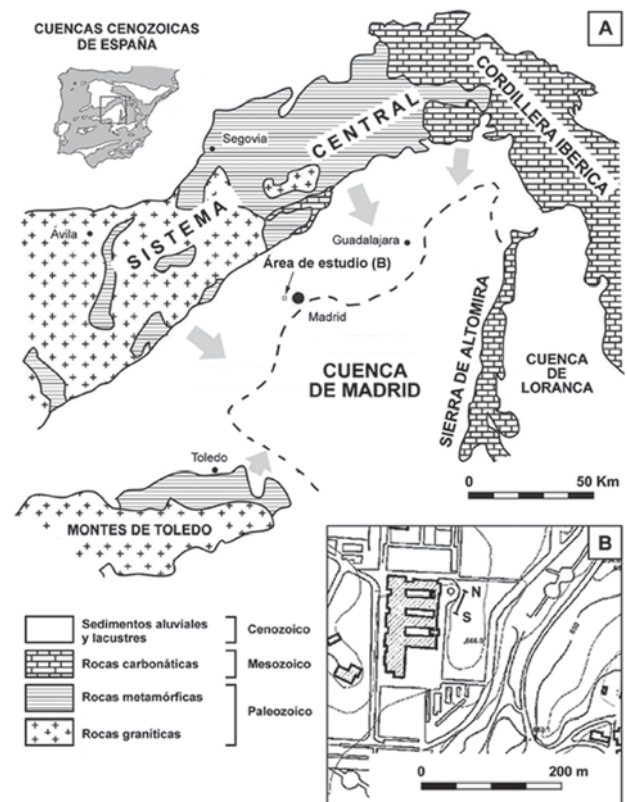 CUENCAS CENOZOICAS
DE ESPAÑA
A
CORDILLERA IBERICA
CENTRAL
Segovia
SISTEMA
Ávila
Guadalajara
Área de estudio (B)
Madrid
CUENCA
DE MADRID
SIERRA DE ALTOMIRA
CUENCA
DE
LORANCA
Toledo
0 50 Km
MONTES DE TOLEDO
B
N
S
Sedimentos aluviales
y lacustres
Cenozoico
Rocas carbonáticas
Mesozoico
Rocas metamórficas
Paleozoico
Rocas graníticas
0 200 m